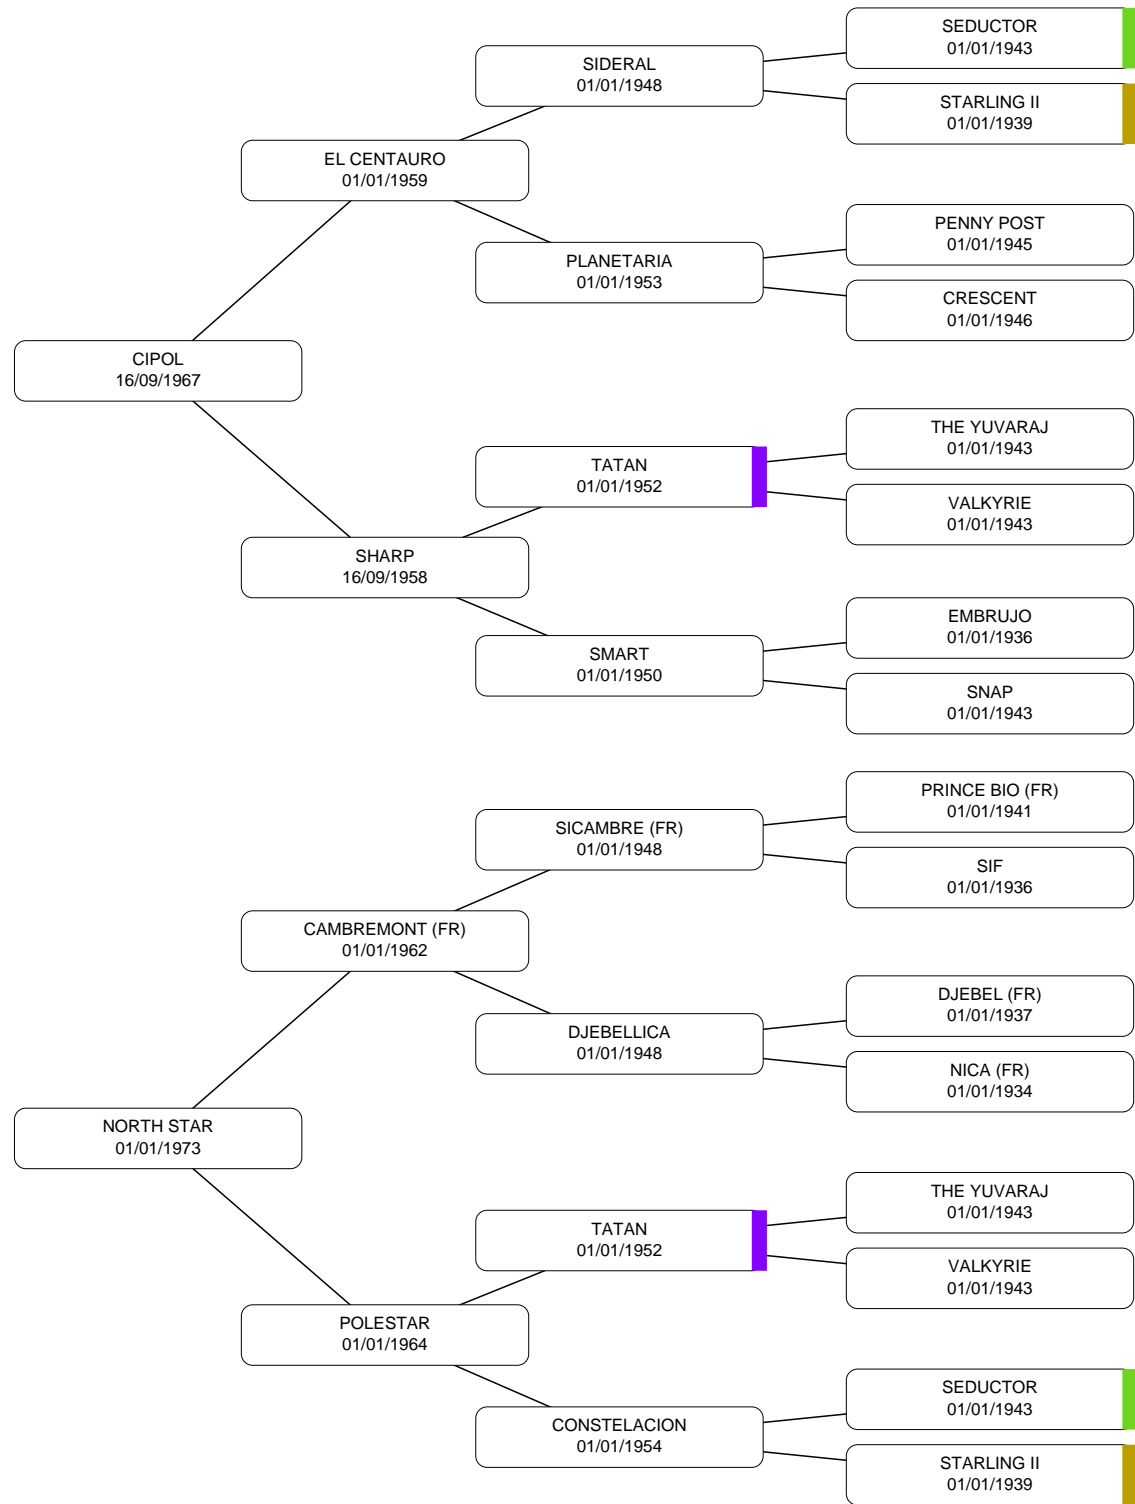 SEDUCTOR
01/01/1943
SIDERAL
01/01/1948
STARLING II
01/01/1939
EL CENTAURO
01/01/1959
PENNY POST
01/01/1945
PLANETARIA
01/01/1953
CRESCENT
01/01/1946
CIPOL
16/09/1967
THE YUVARAJ
01/01/1943
TATAN
01/01/1952
VALKYRIE
01/01/1943
SHARP
16/09/1958
EMBRUJO
01/01/1936
SMART
01/01/1950
SNAP
01/01/1943
PRINCE BIO (FR)
01/01/1941
SICAMBRE (FR)
01/01/1948
SIF
01/01/1936
CAMBREMONT (FR)
01/01/1962
DJEBEL (FR)
01/01/1937
DJEBELLICA
01/01/1948
NICA (FR)
01/01/1934
NORTH STAR
01/01/1973
THE YUVARAJ
01/01/1943
TATAN
01/01/1952
VALKYRIE
01/01/1943
POLESTAR
01/01/1964
SEDUCTOR
01/01/1943
CONSTELACION
01/01/1954
STARLING II
01/01/1939